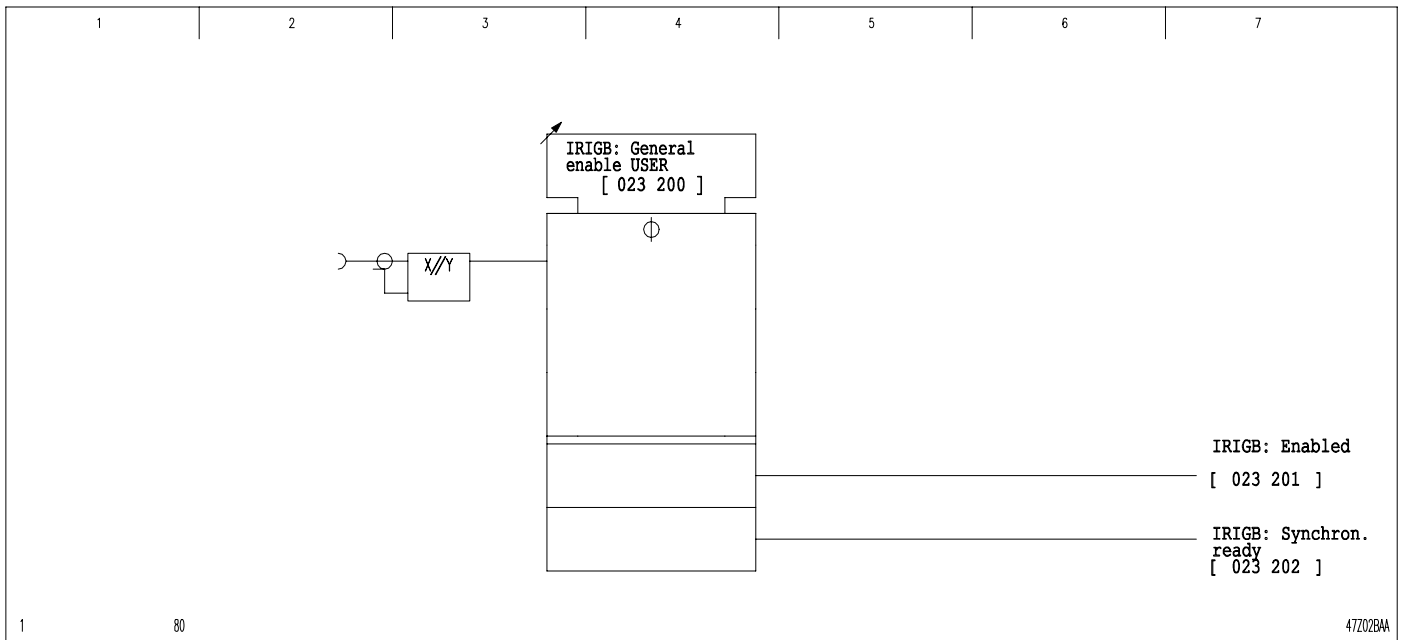 1 2 3 4 5 6 7
IRIGB: General
enable USER
[ 023 200 ]
X//Y
IRIGB: Enabled
[ 023 201 ]
IRIGB: Synchron.
ready
[ 023 202 ]
1 80 47Z02BAA